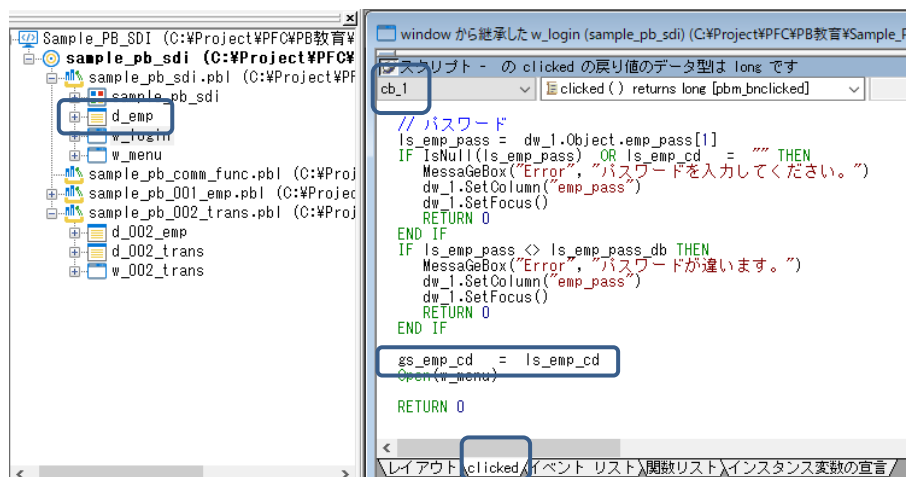 Sample_PB_SDI (C:¥Project¥PFC¥PB教育¥
sample_pb_sdi (C:¥Project¥PFC¥
sample_pb_sdi.pbl (C:¥Project¥PF
sample_pb_sdi
d_emp
w_login
w_menu
sample_pb_comm_func.pbl (C:¥Proj
sample_pb_001_emp.pbl (C:¥Projec
sample_pb_002_trans.pbl (C:¥Proj
d_002_emp
d_002_trans
w_002_trans
window から継承した w_login (sample_pb_sdi) (C:¥Project¥PFC¥PB教育¥Sample_P
スクリプト - の clicked の戻り値のデータ型は long です
cb_1
clicked ( ) returns long [pbm_bnclicked]
// パスワード
ls_emp_pass = dw_1.Object.emp_pass[1]
IF IsNull(ls_emp_pass) OR ls_emp_cd = "" THEN
MessaGeBox("Error", "パスワードを入力してください。")
dw_1.SetColumn("emp_pass")
dw_1.SetFocus()
RETURN 0
END IF
IF ls_emp_pass <> ls_emp_pass_db THEN
MessaGeBox("Error", "パスワードが違います。")
dw_1.SetColumn("emp_pass")
dw_1.SetFocus()
RETURN 0
END IF
gs_emp_cd = ls_emp_cd
Open(w_menu)
RETURN 0
レイアウト clicked イベント リスト 関数リスト インスタンス変数の宣言